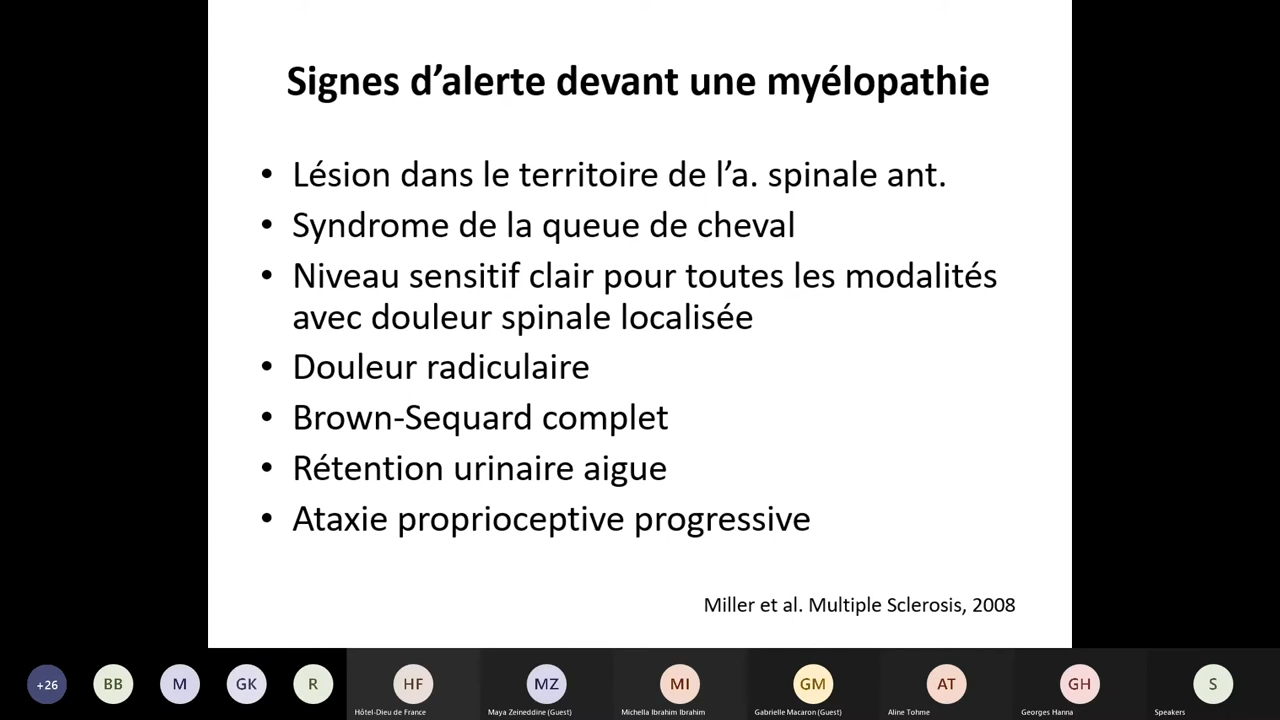 Signes d’alerte devant une myélopathie
• Lésion dans le territoire de l’a. spinale ant.
• Syndrome de la queue de cheval
• Niveau sensitif clair pour toutes les modalités
avec douleur spinale localisée
• Douleur radiculaire
• Brown-Sequard complet
• Rétention urinaire aigue
• Ataxie proprioceptive progressive
Miller et al. Multiple Sclerosis, 2008
+26 BB M GK R HF MZ MI GM AT GH S
Hôtel-Dieu de France Maya Zeineddine (Guest) Michella Ibrahim Ibrahim Gabrielle Macaron (Guest) Aline Tohme Georges Hanna Speakers